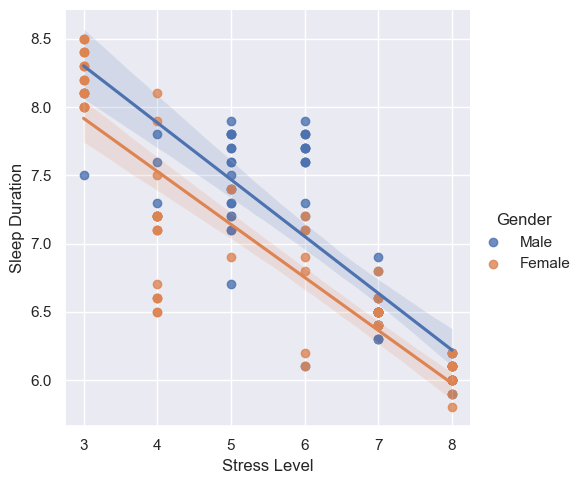 8.5
8.0
7.5
7.0
6.5
6.0
Sleep Duration
3 4 5 6 7 8
Stress Level
Gender
Male
Female